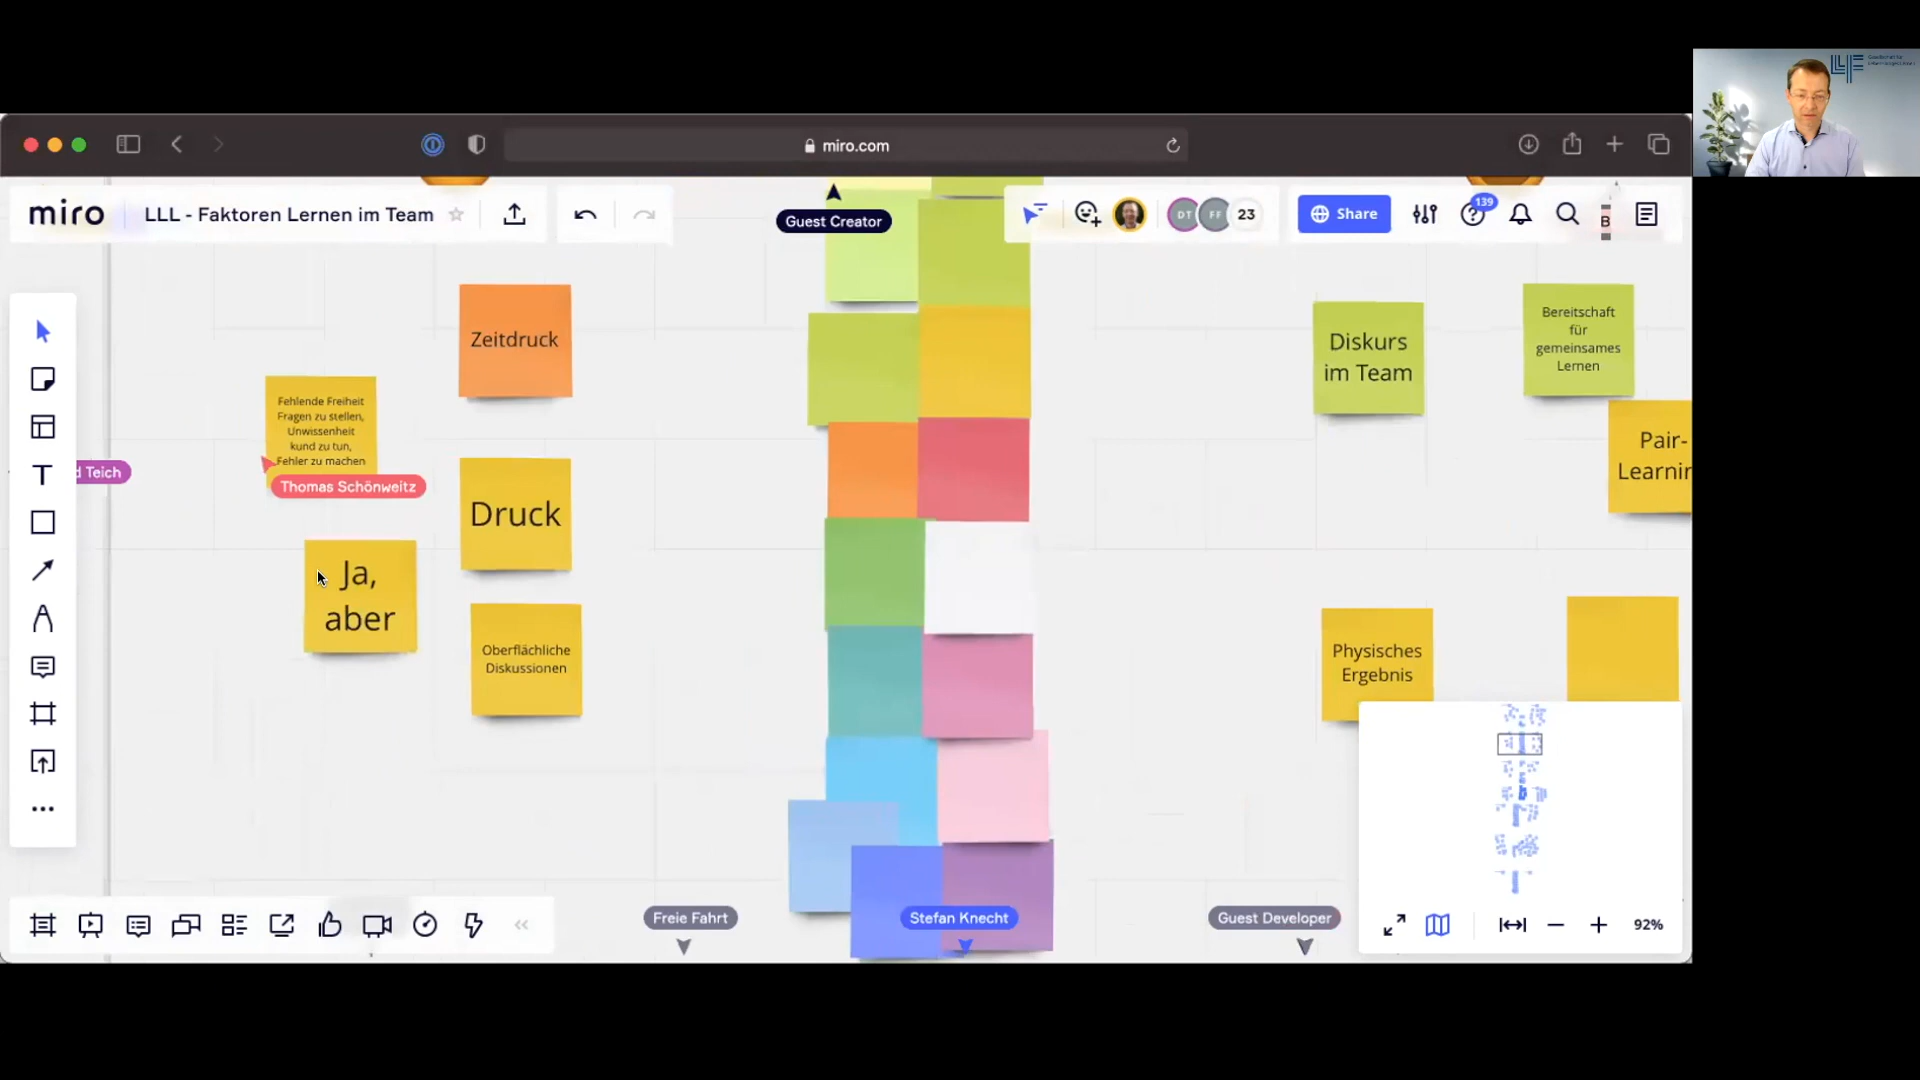 miro.com
miro
LLL - Faktoren Lernen im Team
Guest Creator
DT
FF
23
Share
139
B
Zeitdruck
Fehlende Freiheit
Fragen zu stellen,
Unwissenheit
kund zu tun,
Fehler zu machen
d Teich
Thomas Schönweitz
Druck
Ja,
aber
Oberflächliche
Diskussionen
Diskurs
im Team
Bereitschaft
für
gemeinsames
Lernen
Pair-
Learnin
Physisches
Ergebnis
Freie Fahrt
Stefan Knecht
Guest Developer
92%